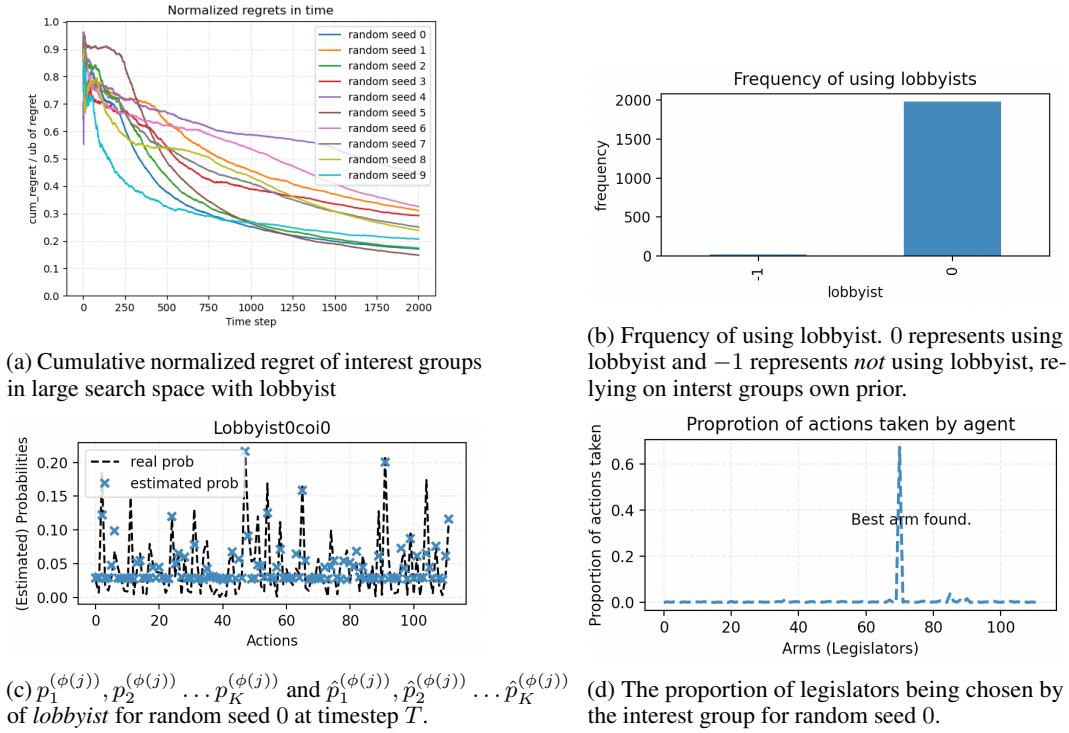 Normalized regrets in time
1.0
0.9
0.8
0.7
0.6
0.5
0.4
0.3
0.2
0.1
0.0
cum_regret / ub of regret
random seed 0
random seed 1
random seed 2
random seed 3
random seed 4
random seed 5
random seed 6
random seed 7
random seed 8
random seed 9
0 250 500 750 1000 1250 1500 1750 2000
Time step
(a) Cumulative normalized regret of interest groups
in large search space with lobbyist
Frequency of using lobbyists
2000
1500
1000
500
0
frequency
-1 0
lobbyist
(b) Frquency of using lobbyist. 0 represents using
lobbyist and −1 represents not using lobbyist, re-
lying on interst groups own prior.
Lobbyist0coi0
0.20
0.15
0.10
0.05
0.00
(Estimated) Probabilities
real prob
estimated prob
0 20 40 60 80 100
Actions
(c) p_1^{(ϕ(j))}, p_2^{(ϕ(j))} … p_K^{(ϕ(j))} and p̂_1^{(ϕ(j))}, p̂_2^{(ϕ(j))} … p̂_K^{(ϕ(j))}
of lobbyist for random seed 0 at timestep T.
Proprotion of actions taken by agent
0.6
0.4
0.2
0.0
Proportion of actions taken
Best arm found.
0 20 40 60 80 100
Arms (Legislators)
(d) The proportion of legislators being chosen by
the interest group for random seed 0.